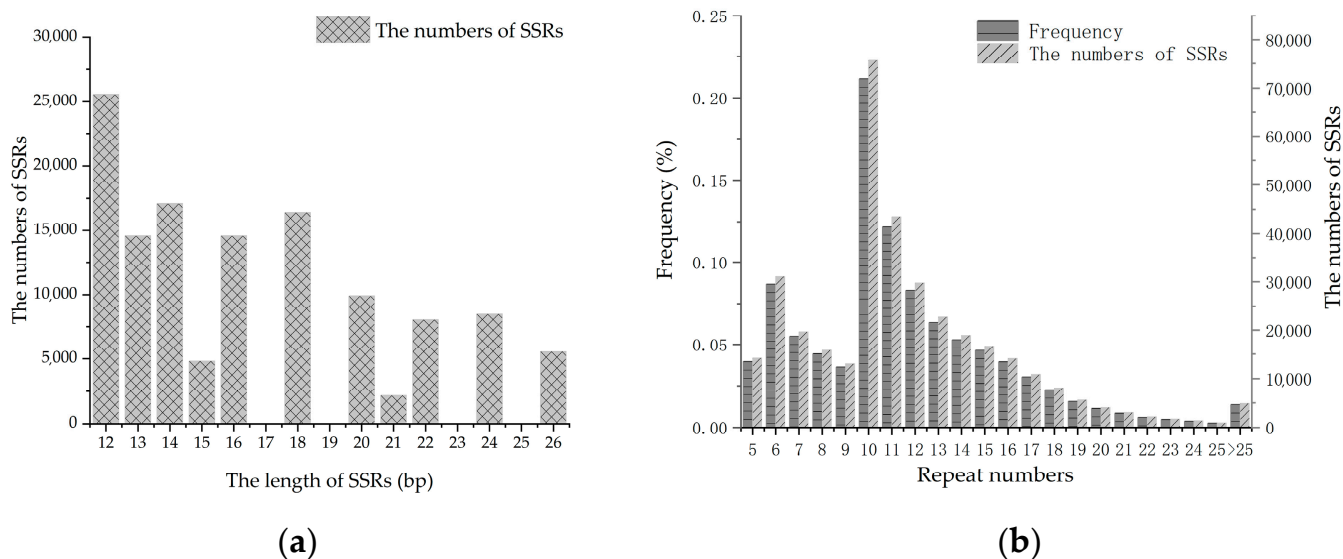 The numbers of SSRs
30,000
25,000
20,000
15,000
10,000
5000
0
The numbers of SSRs
12 13 14 15 16 17 18 19 20 21 22 23 24 25 26
The length of SSRs (bp)
(a)
Frequency
The numbers of SSRs
0.25
0.20
0.15
0.10
0.05
0.00
Frequency (%)
80,000
70,000
60,000
50,000
40,000
30,000
20,000
10,000
0
The numbers of SSRs
5 6 7 8 9 10 11 12 13 14 15 16 17 18 19 20 21 22 23 24 25 >25
Repeat numbers
(b)